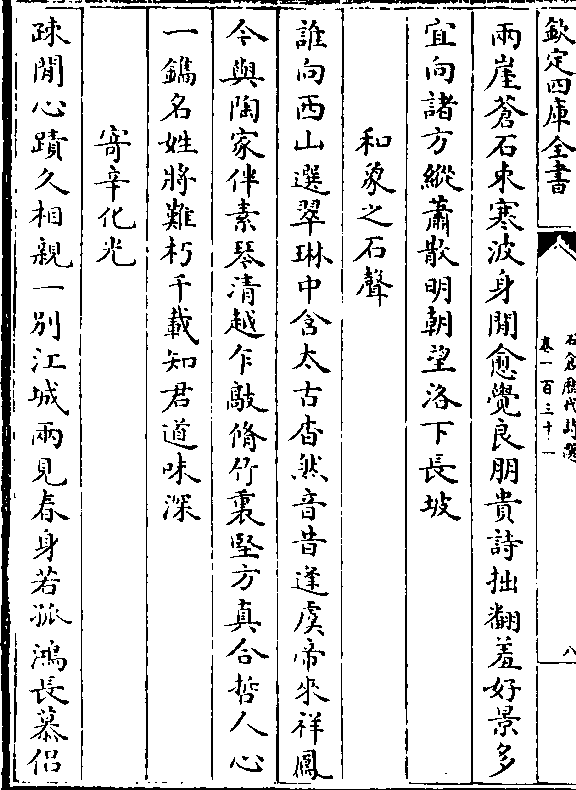 欽定四庫全書
石倉歷代詩選
卷一百三十一
八
兩崖蒼石束寒波身閒愈覺良朋貴詩拙翻羞好景多
宜向諸方縱蕭散明朝望洛下長坡
和彖之石聲
誰向西山選翠琳中含太古杳然音昔逢虞帝來祥鳳
今與陶家伴素琴清越乍敲脩竹裏堅方真合哲人心
一鐫名姓將難朽千載知君道味深
寄辛化光
疎閒心蹟久相親一別江城兩見春身若孤鴻長慕侶